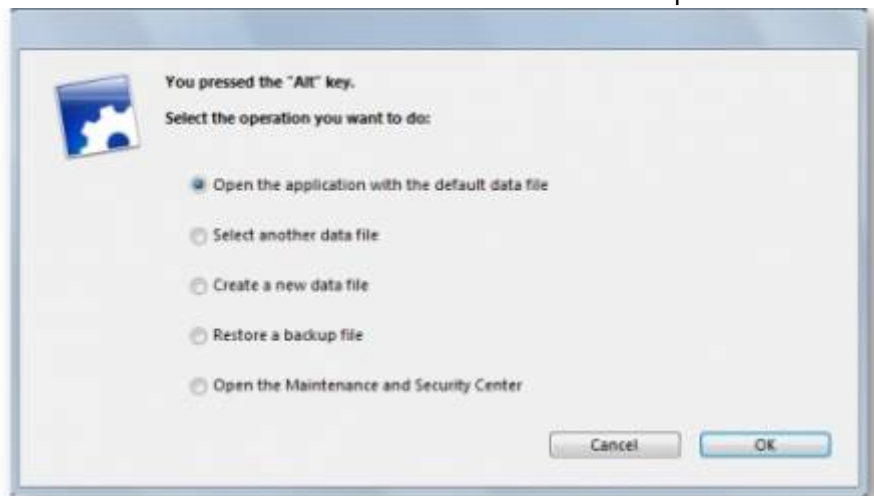 You pressed the "Alt" key.
Select the operation you want to do:
Open the application with the default data file
Select another data file
Create a new data file
Restore a backup file
Open the Maintenance and Security Center
Cancel OK